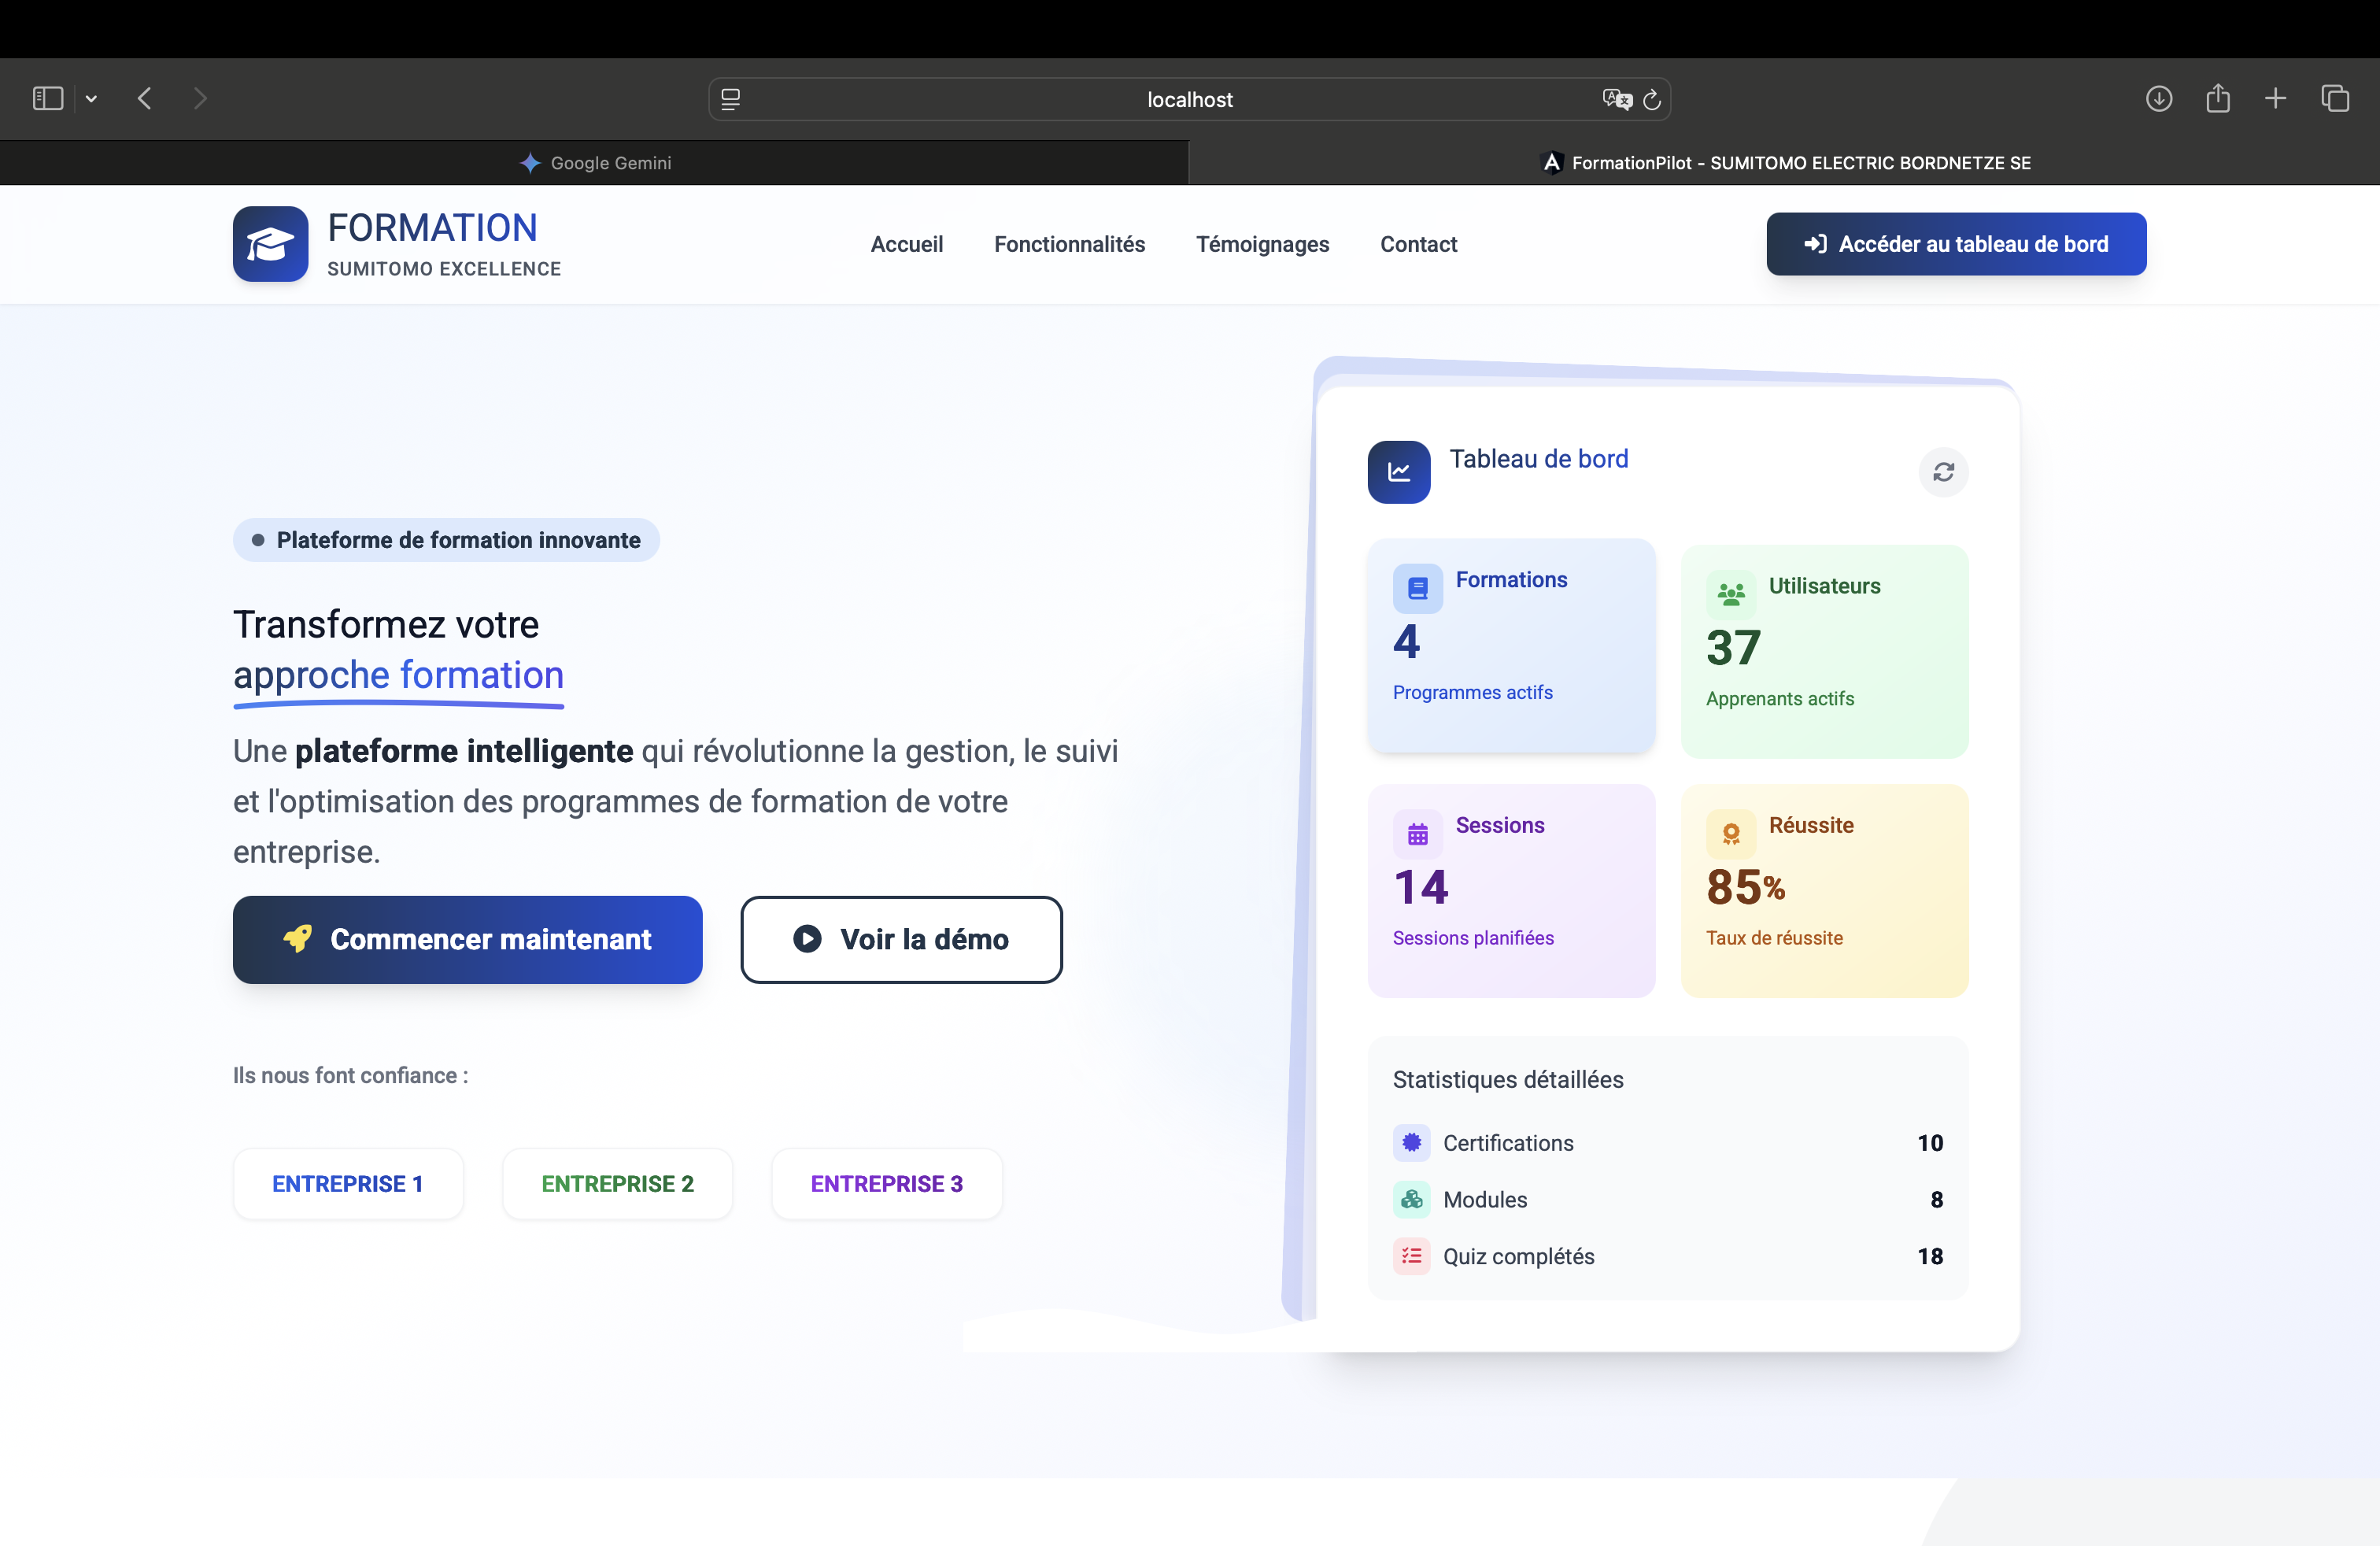 localhost
Google Gemini
FormationPilot - SUMITOMO ELECTRIC BORDNETZE SE
FORMATION
SUMITOMO EXCELLENCE
Accueil
Fonctionnalités
Témoignages
Contact
Accéder au tableau de bord
Plateforme de formation innovante
Transformez votre
approche formation
Une plateforme intelligente qui révolutionne la gestion, le suivi
et l'optimisation des programmes de formation de votre
entreprise.
Commencer maintenant
Voir la démo
Ils nous font confiance :
ENTREPRISE 1
ENTREPRISE 2
ENTREPRISE 3
Tableau de bord
Formations
4
Programmes actifs
Utilisateurs
37
Apprenants actifs
Sessions
14
Sessions planifiées
Réussite
85%
Taux de réussite
Statistiques détaillées
Certifications 10
Modules 8
Quiz complétés 18